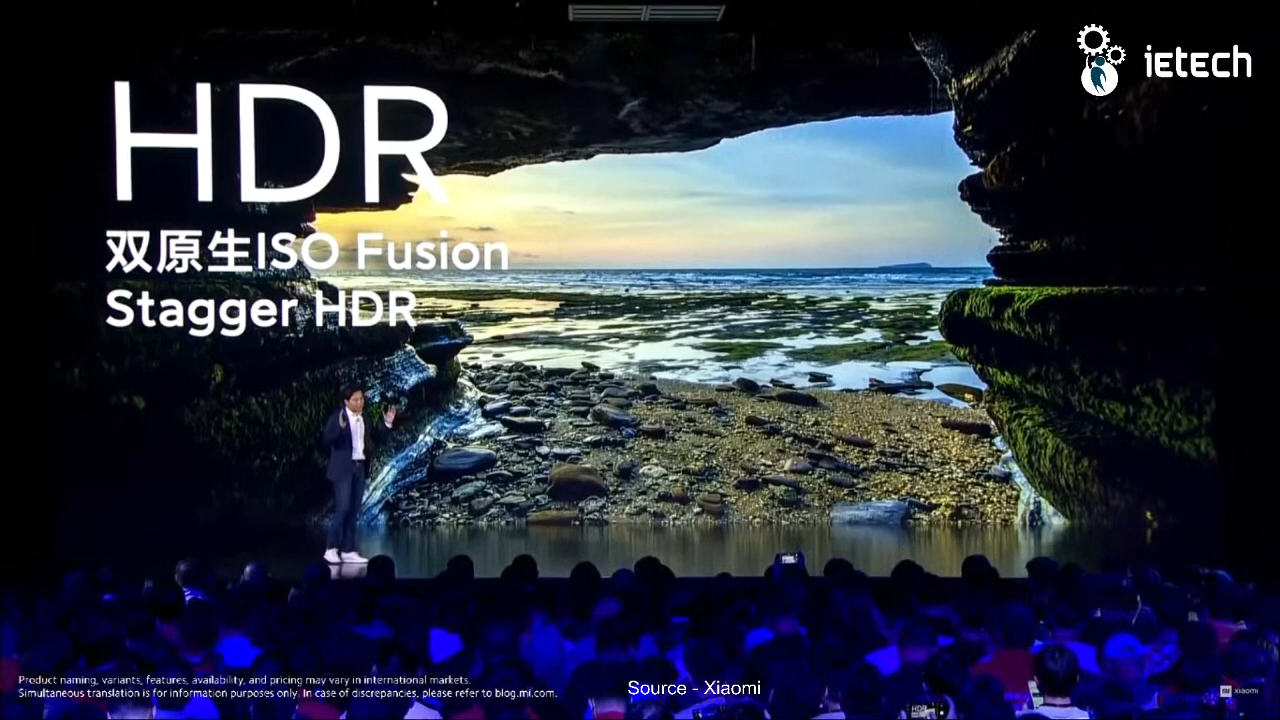 ietech
HDR
双原生ISO Fusion
Stagger HDR
Product naming, variants, features, availability, and pricing may vary in international markets.
Simultaneous translation is for information purposes only. In case of discrepancies, please refer to blog.mi.com.
Source - Xiaomi
xiaomi
HDR